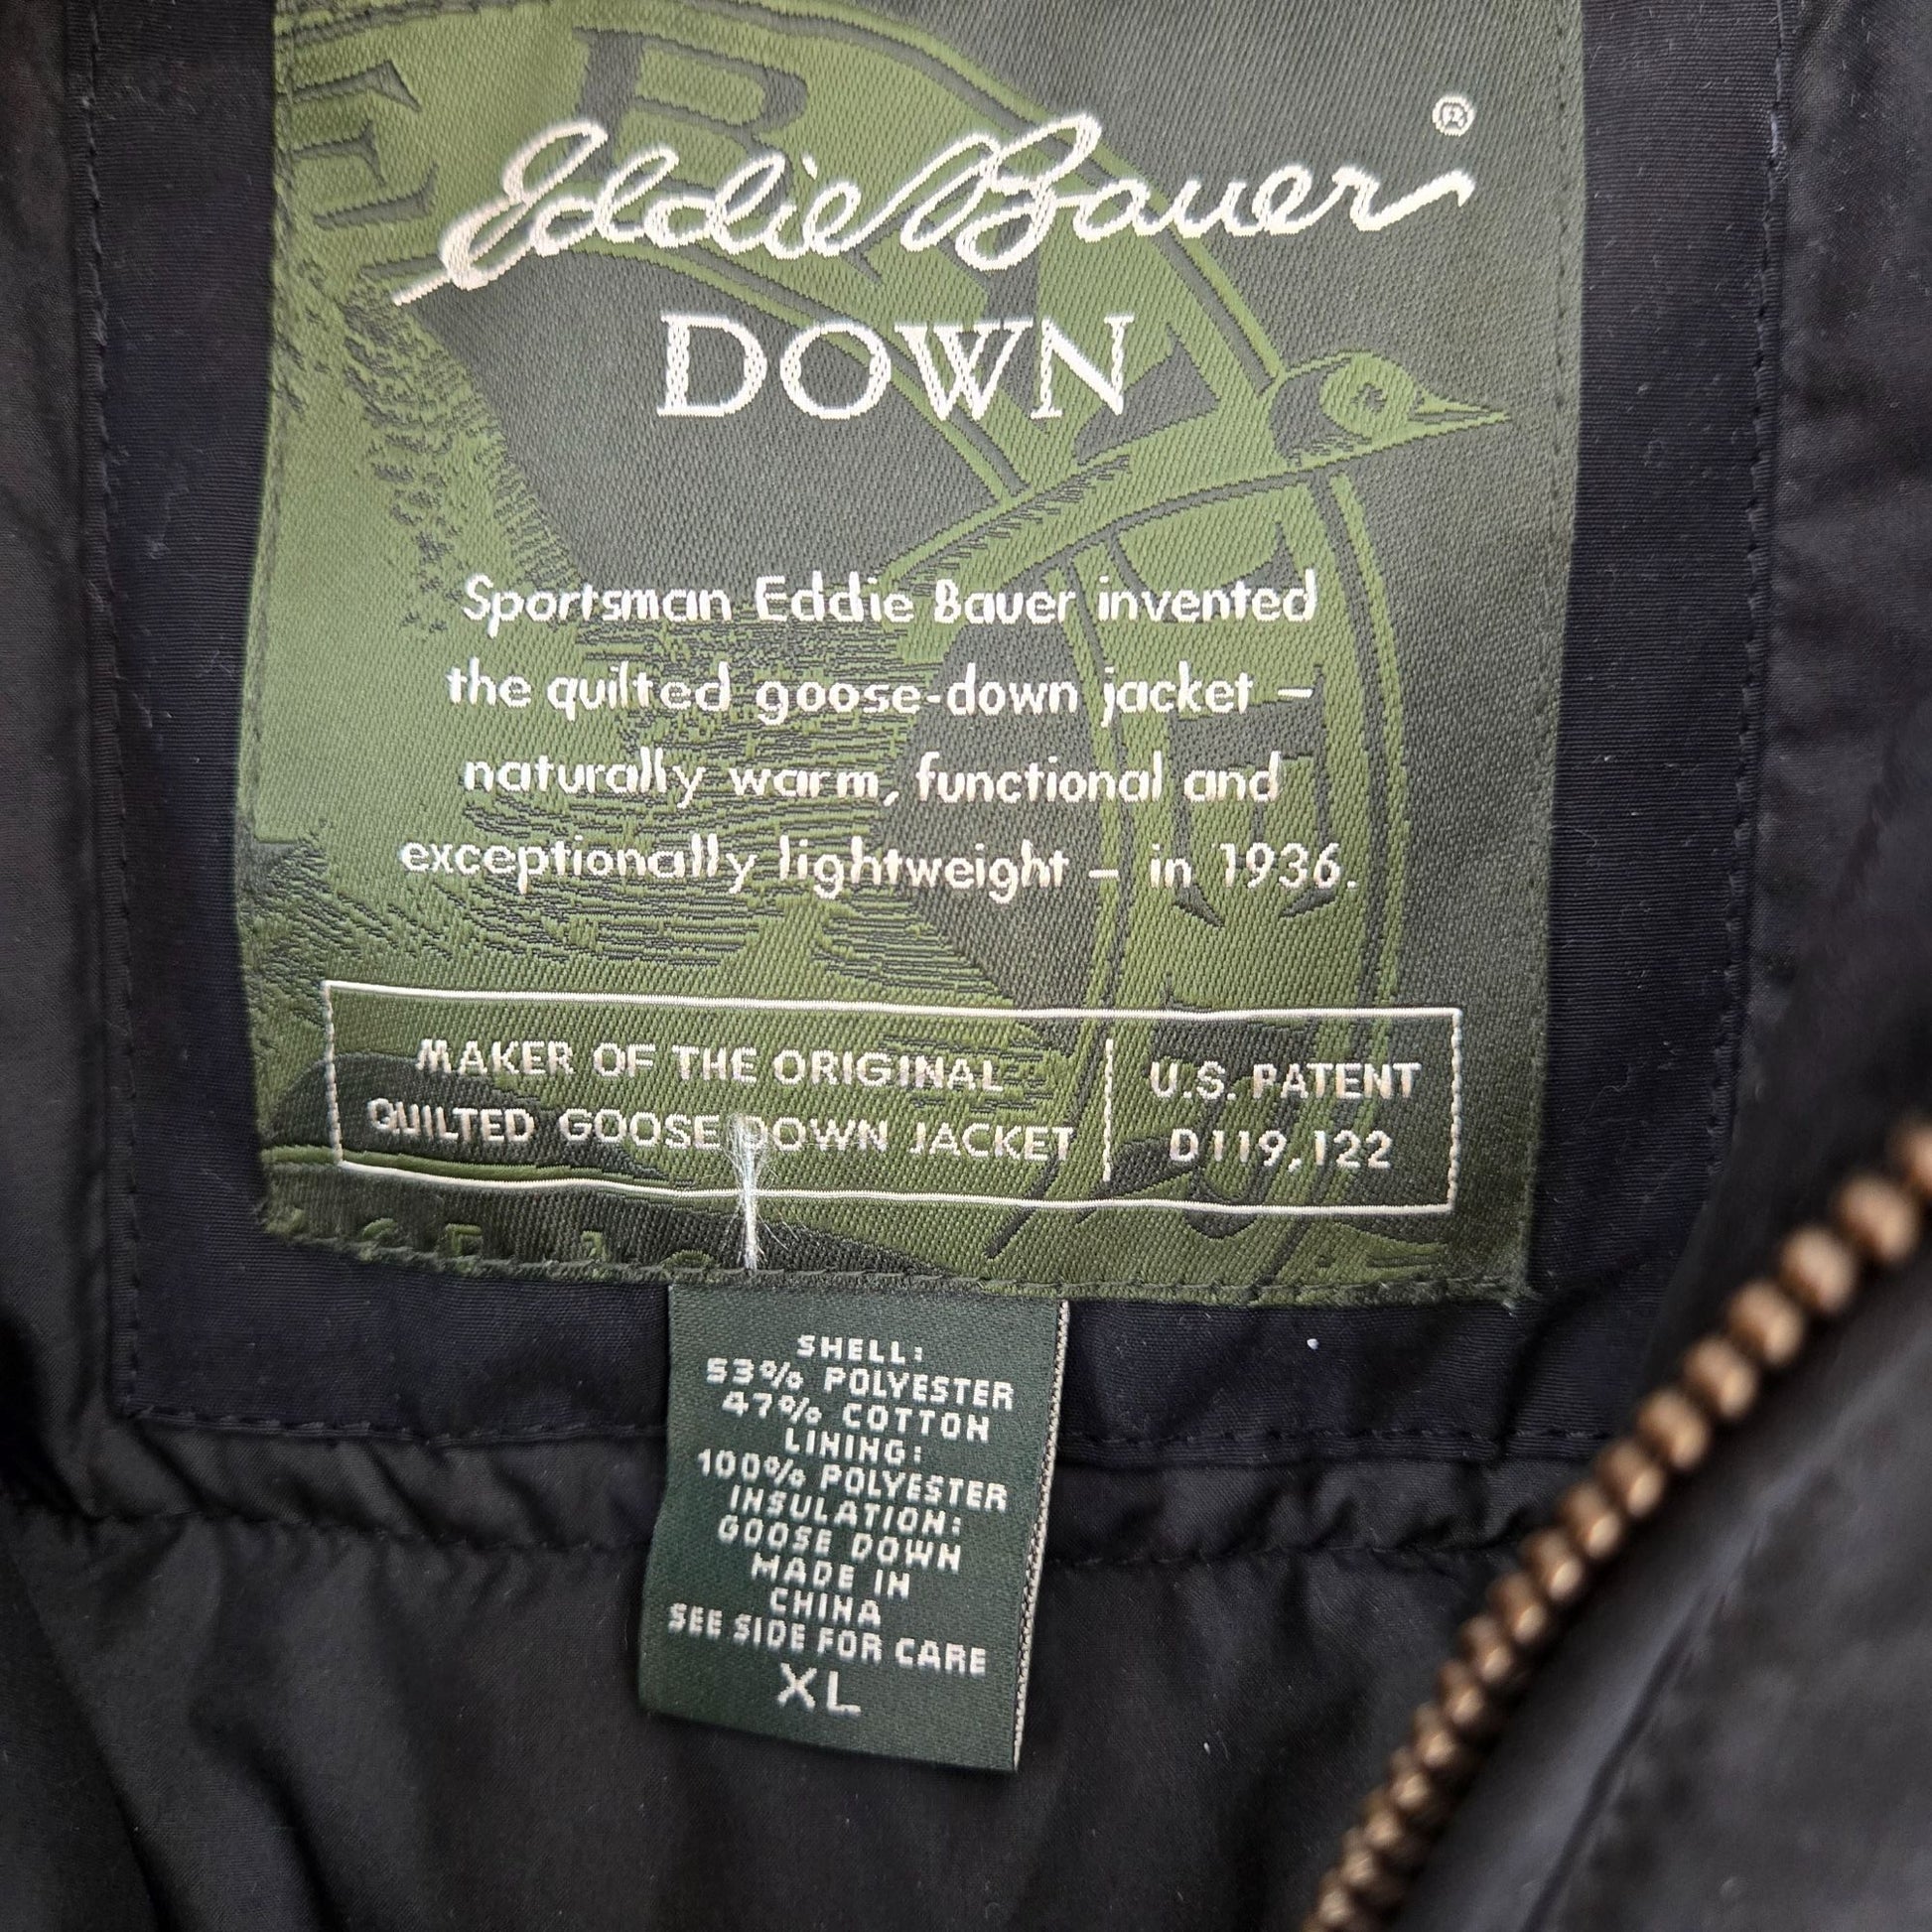 Eddie Bauer®
DOWN
Sportsman Eddie Bauer invented
the quilted goose-down jacket –
naturally warm, functional and
exceptionally lightweight – in 1936.
MAKER OF THE ORIGINAL
QUILTED GOOSE DOWN JACKET
U.S. PATENT
D119,122
SHELL:
53% POLYESTER
47% COTTON
LINING:
100% POLYESTER
INSULATION:
GOOSE DOWN
MADE IN
CHINA
SEE SIDE FOR CARE
XL